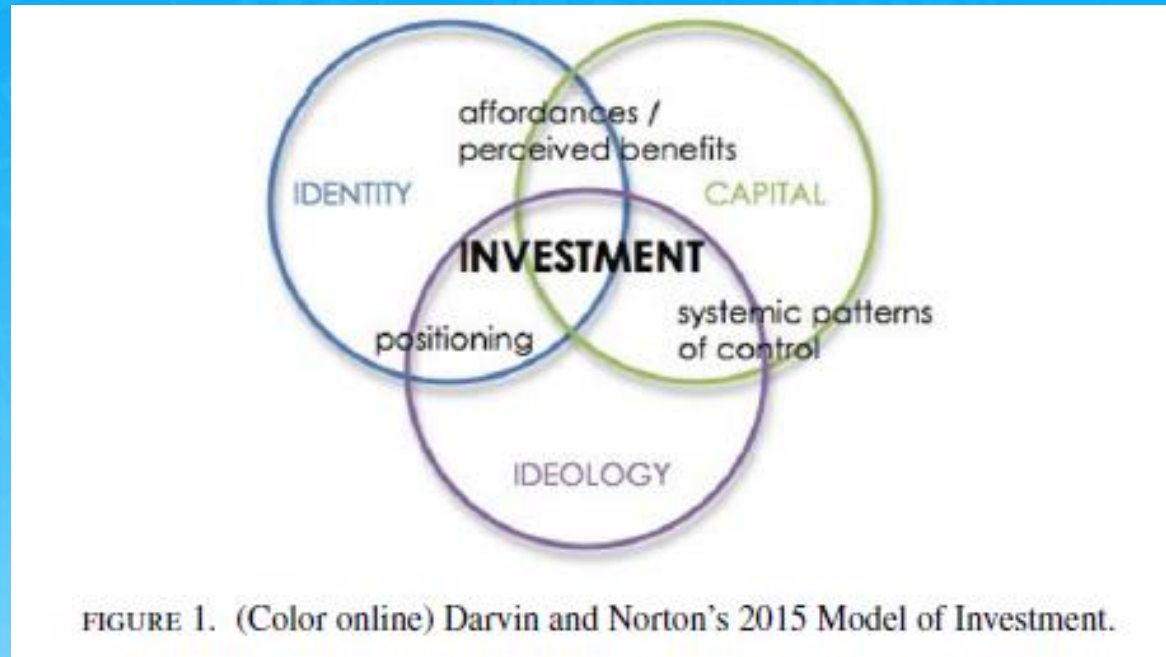 affordances /
perceived benefits
IDENTITY
CAPITAL
INVESTMENT
systemic patterns
of control
positioning
IDEOLOGY
FIGURE 1. (Color online) Darvin and Norton's 2015 Model of Investment.